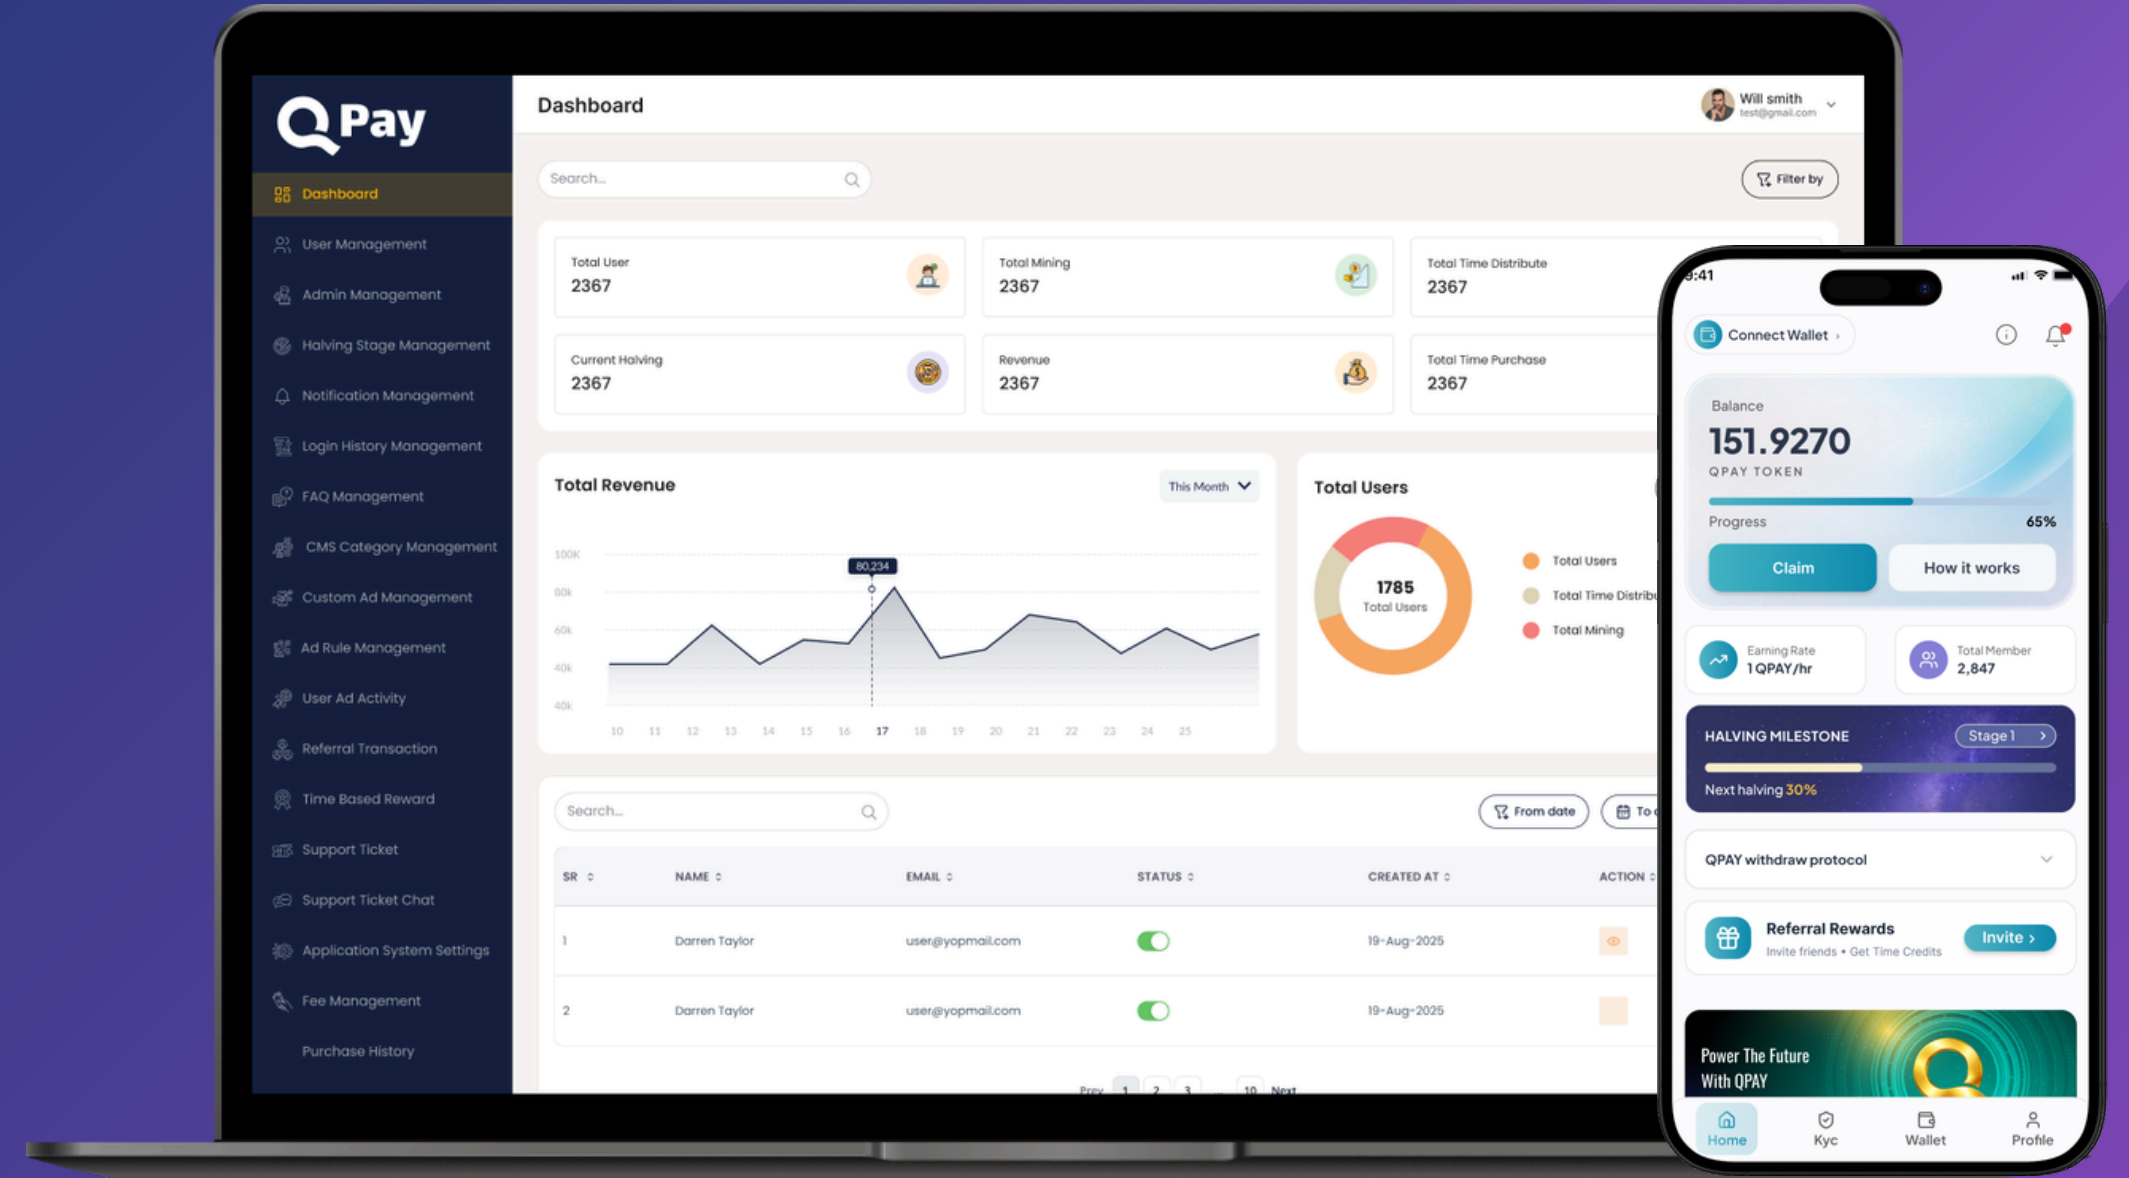 Q Pay
Dashboard
User Management
Admin Management
Halving Stage Management
Notification Management
Login History Management
FAQ Management
CMS Category Management
Custom Ad Management
Ad Rule Management
User Ad Activity
Referral Transaction
Time Based Reward
Support Ticket
Support Ticket Chat
Application System Settings
Fee Management
Purchase History
Dashboard
Will smith
test@gmail.com
Search...
Filter by
Total User
2367
Total Mining
2367
Total Time Distribute
2367
Current Halving
2367
Revenue
2367
Total Time Purchase
2367
Total Revenue
This Month
100K
80k
60k
40k
40k
80,234
10 11 12 13 14 15 16 17 18 19 20 21 22 23 24 25
Total Users
1785
Total Users
Total Users
Total Time Distribu
Total Mining
Search...
From date
To
SR NAME EMAIL STATUS CREATED AT ACTION
1 Darren Taylor user@yopmail.com 19-Aug-2025
2 Darren Taylor user@yopmail.com 19-Aug-2025
Prev 1 2 3 ... 10 Next
9:41
Connect Wallet ›
Balance
151.9270
QPAY TOKEN
Progress 65%
Claim
How it works
Earning Rate
1 QPAY/hr
Total Member
2,847
HALVING MILESTONE
Stage 1 >
Next halving 30%
QPAY withdraw protocol
Referral Rewards
Invite friends • Get Time Credits
Invite >
Power The Future
With QPAY
Home
Kyc
Wallet
Profile